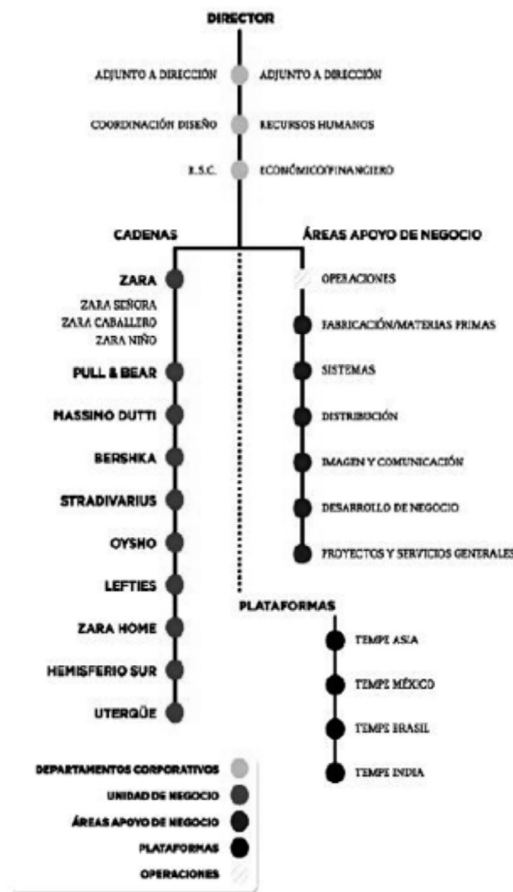 DIRECTOR
ADJUNTO A DIRECCIÓN
ADJUNTO A DIRECCIÓN
COORDINACIÓN DISEÑO
RECURSOS HUMANOS
R.S.C.
ECONÓMICO/FINANCIERO
CADENAS
ZARA
ZARA SEÑORA
ZARA CABALLERO
ZARA NIÑO
PULL & BEAR
MASSIMO DUTTI
BERSHKA
STRADIVARIUS
OYSHO
LEFTIES
ZARA HOME
HEMISFERIO SUR
UTERQÜE
ÁREAS APOYO DE NEGOCIO
OPERACIONES
FABRICACIÓN/MATERIAS PRIMAS
SISTEMAS
DISTRIBUCIÓN
IMAGEN Y COMUNICACIÓN
DESARROLLO DE NEGOCIO
PROYECTOS Y SERVICIOS GENERALES
PLATAFORMAS
TEMPE ASIA
TEMPE MÉXICO
TEMPE BRASIL
TEMPE INDIA
DEPARTAMENTOS CORPORATIVOS
UNIDAD DE NEGOCIO
ÁREAS APOYO DE NEGOCIO
PLATAFORMAS
OPERACIONES